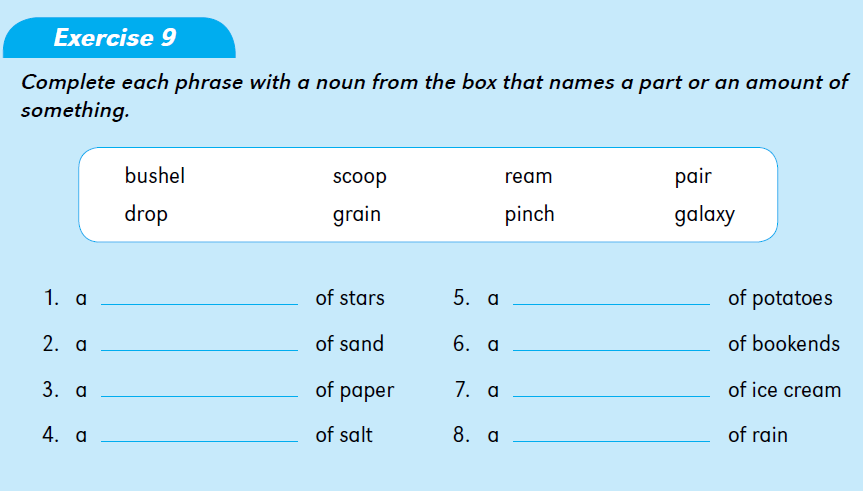 Exercise 9
Complete each phrase with a noun from the box that names a part or an amount of
something.
bushel scoop ream pair
drop grain pinch galaxy
1. a ____________ of stars 5. a ____________ of potatoes
2. a ____________ of sand 6. a ____________ of bookends
3. a ____________ of paper 7. a ____________ of ice cream
4. a ____________ of salt 8. a ____________ of rain